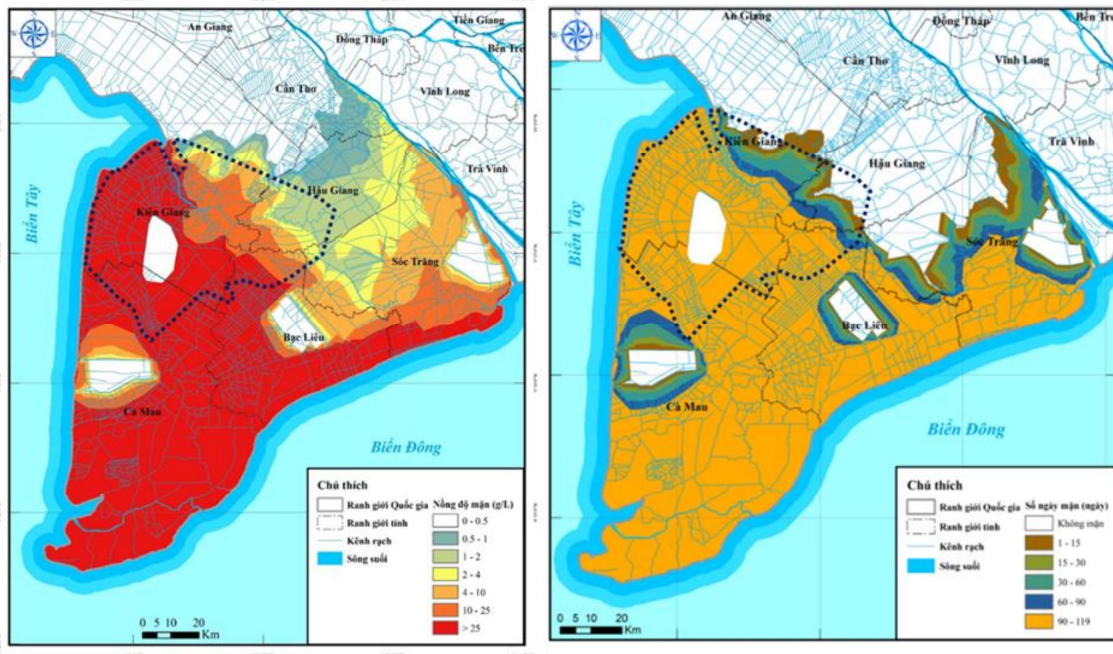 An Giang
Tiền Giang
Đồng Tháp
Bến Tre
Cần Thơ
Vĩnh Long
Trà Vinh
Hậu Giang
Kiên Giang
Sóc Trăng
Bạc Liêu
Cà Mau
Biển Tây
Biển Đông
Chú thích
Ranh giới Quốc gia
Ranh giới tỉnh
Kênh rạch
Sông suối
Nồng độ mặn (g/L)
0 - 0.5
0.5 - 1
1 - 2
2 - 4
4 - 10
10 - 25
> 25
0 5 10 20
Km
An Giang
Tiền Giang
Đồng Tháp
Bến Tre
Cần Thơ
Vĩnh Long
Kiên Giang
Hậu Giang
Trà Vinh
Sóc Trăng
Bạc Liêu
Cà Mau
Biển Tây
Biển Đông
Chú thích
Ranh giới Quốc gia
Ranh giới tỉnh
Kênh rạch
Sông suối
Số ngày mặn (ngày)
Không mặn
1 - 15
15 - 30
30 - 60
60 - 90
90 - 119
0 5 10 20
Km